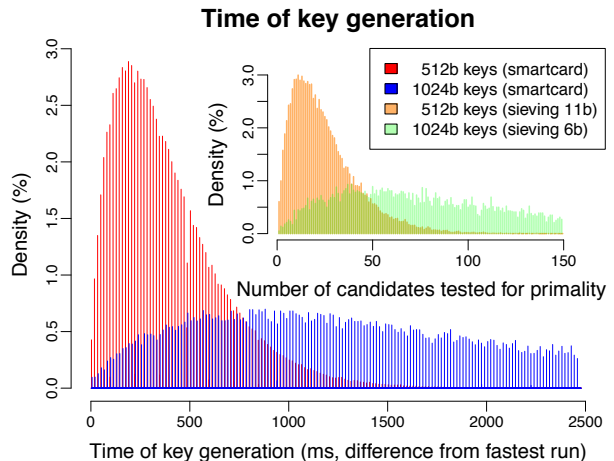 Time of key generation
512b keys (smartcard)
1024b keys (smartcard)
512b keys (sieving 11b)
1024b keys (sieving 6b)
Density (%)
0.0
0.5
1.0
1.5
2.0
2.5
3.0
Density (%)
0.0
1.0
2.0
3.0
0
50
100
150
Number of candidates tested for primality
0
500
1000
1500
2000
2500
Time of key generation (ms, difference from fastest run)